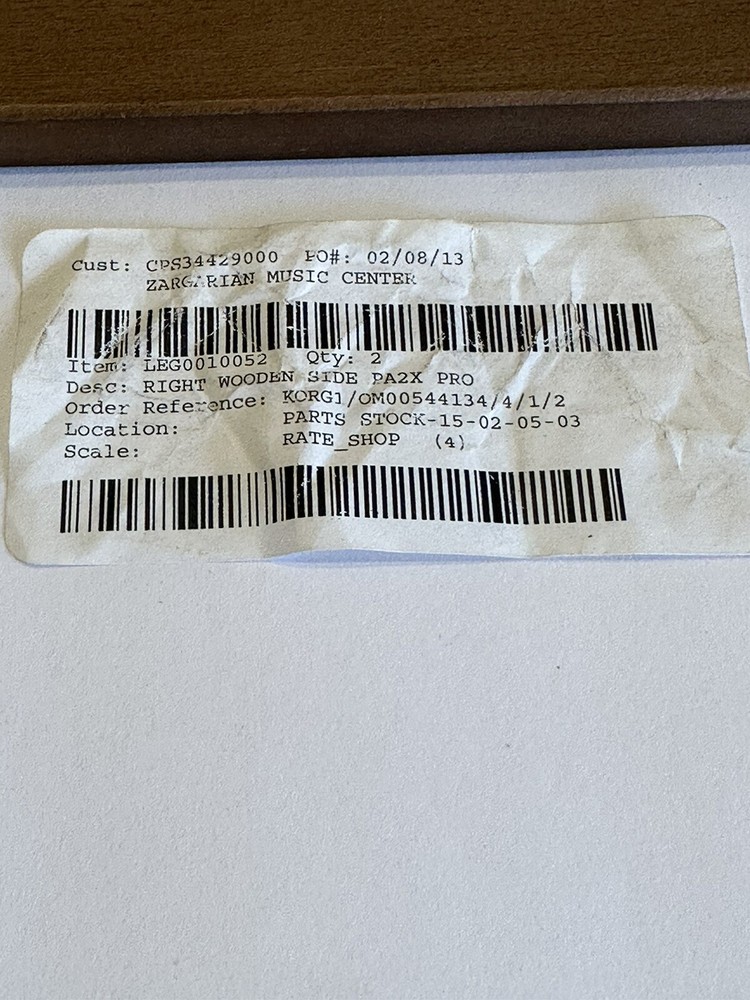 Cust: CPS34429000 PO#: 02/08/13
ZARGARIAN MUSIC CENTER
Item: LEG0010052 Qty: 2
Desc: RIGHT WOODEN SIDE PA2X PRO
Order Reference: KORG1/OM00544134/4/1/2
Location: PARTS STOCK-15-02-05-03
Scale: RATE_SHOP (4)